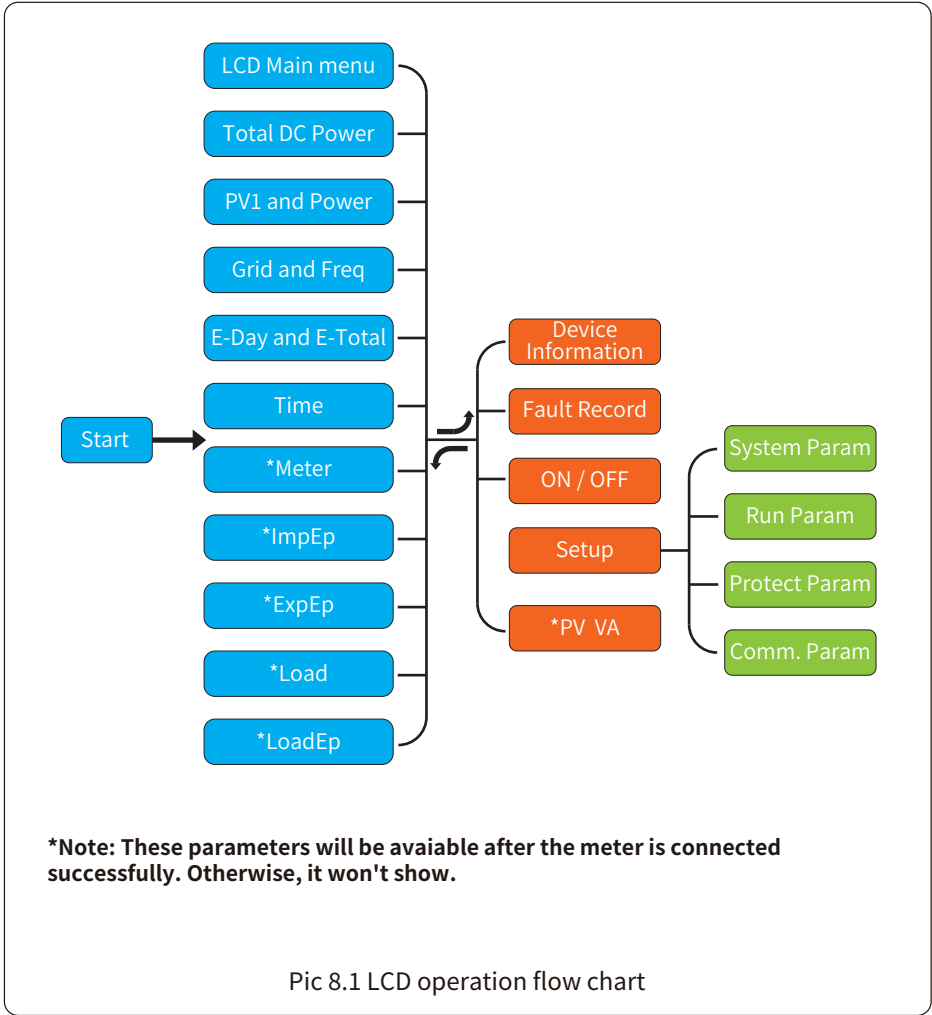 LCD Main menu
Total DC Power
PV1 and Power
Grid and Freq
E-Day and E-Total
Time
Start
*Meter
*ImpEp
*ExpEp
*Load
*LoadEp
Device
Information
Fault Record
ON / OFF
Setup
*PV VA
System Param
Run Param
Protect Param
Comm. Param
*Note: These parameters will be avaiable after the meter is connected
successfully. Otherwise, it won't show.
Pic 8.1 LCD operation flow chart